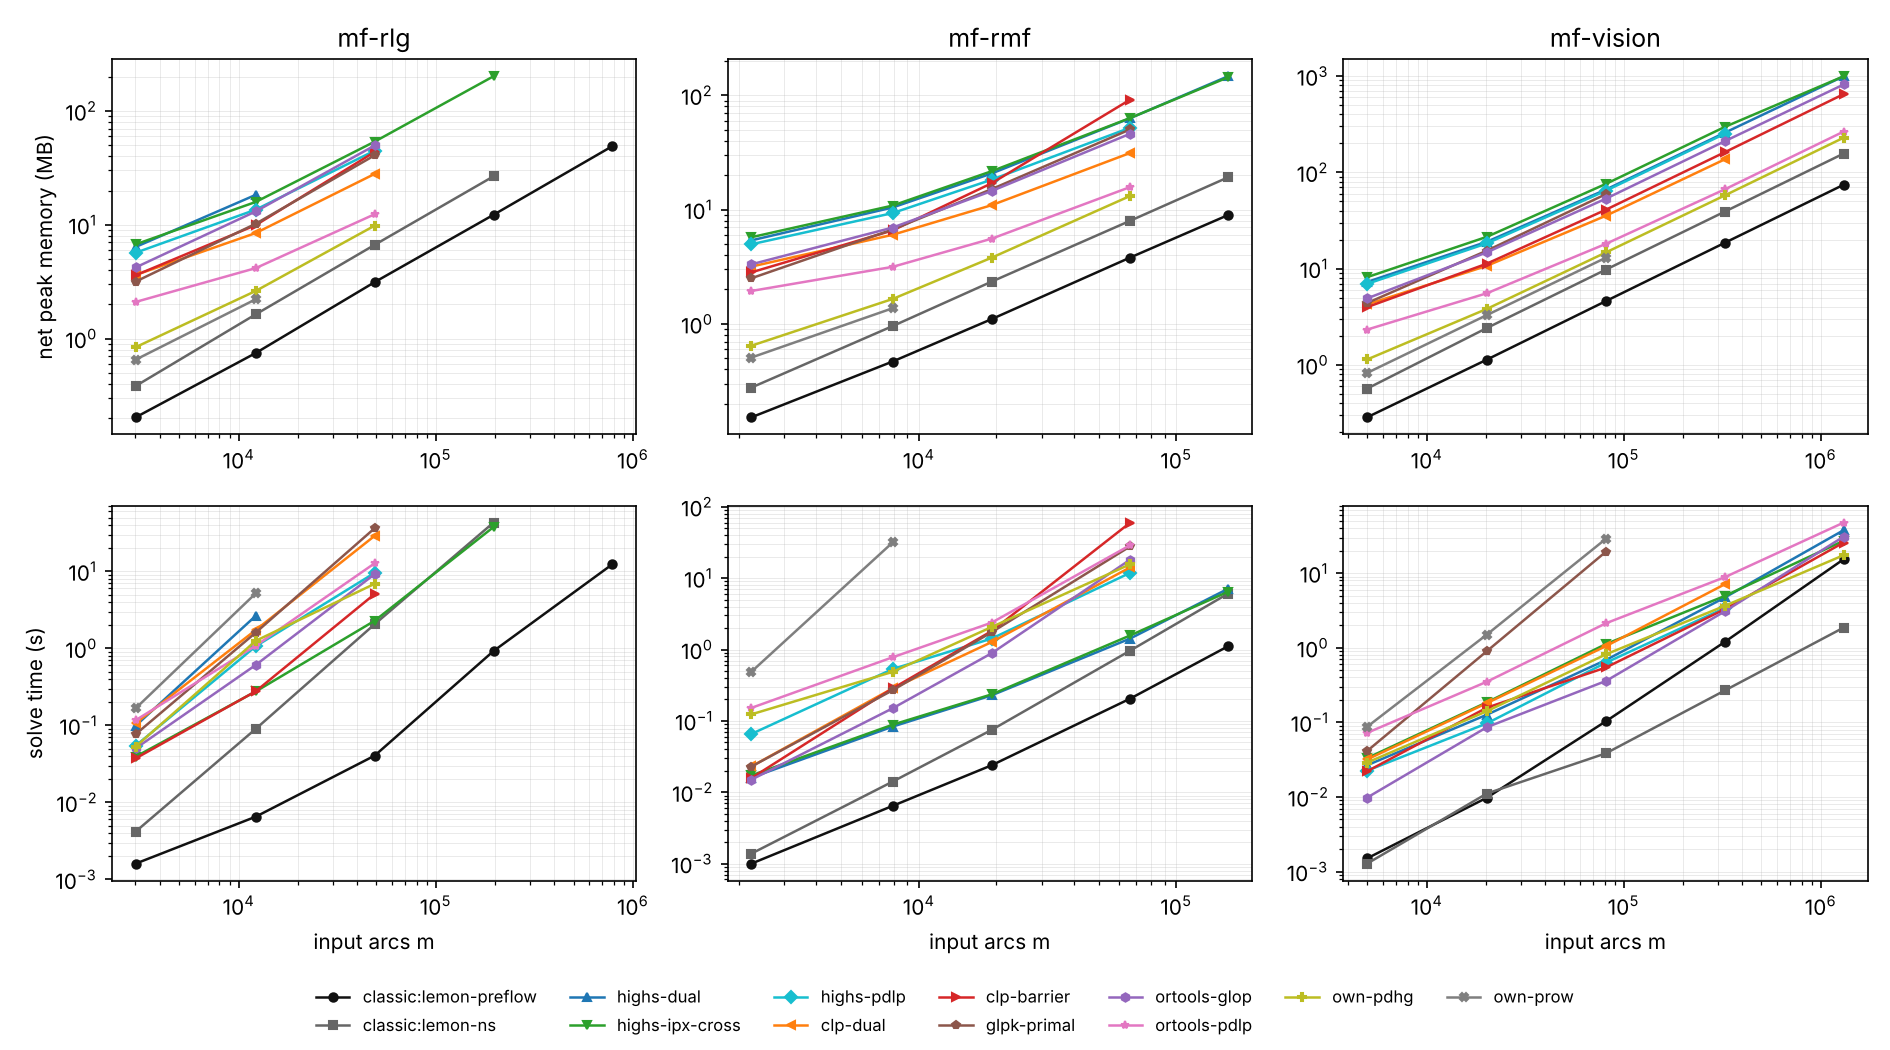 mf-rlg
mf-rmf
mf-vision
net peak memory (MB)
10² 10¹ 10⁰
10⁴ 10⁵ 10⁶
10² 10¹ 10⁰
10⁴ 10⁵
10³ 10² 10¹ 10⁰
10⁴ 10⁵ 10⁶
solve time (s)
10¹ 10⁰ 10⁻¹ 10⁻² 10⁻³
10⁴ 10⁵ 10⁶
input arcs m
10² 10¹ 10⁰ 10⁻¹ 10⁻² 10⁻³
10⁴ 10⁵
input arcs m
10¹ 10⁰ 10⁻¹ 10⁻² 10⁻³
10⁴ 10⁵ 10⁶
input arcs m
classic:lemon-preflow highs-dual highs-pdlp clp-barrier ortools-glop own-pdhg own-prow
classic:lemon-ns highs-ipx-cross clp-dual glpk-primal ortools-pdlp